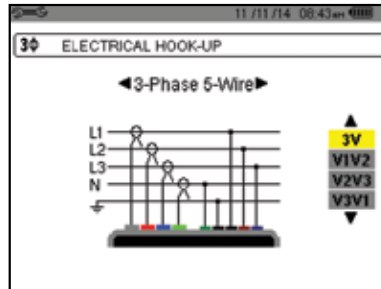 11/11/14 08:43am
3Φ ELECTRICAL HOOK-UP
◄3-Phase 5-Wire►
L1
L2
L3
N
3V
V1V2
V2V3
V3V1